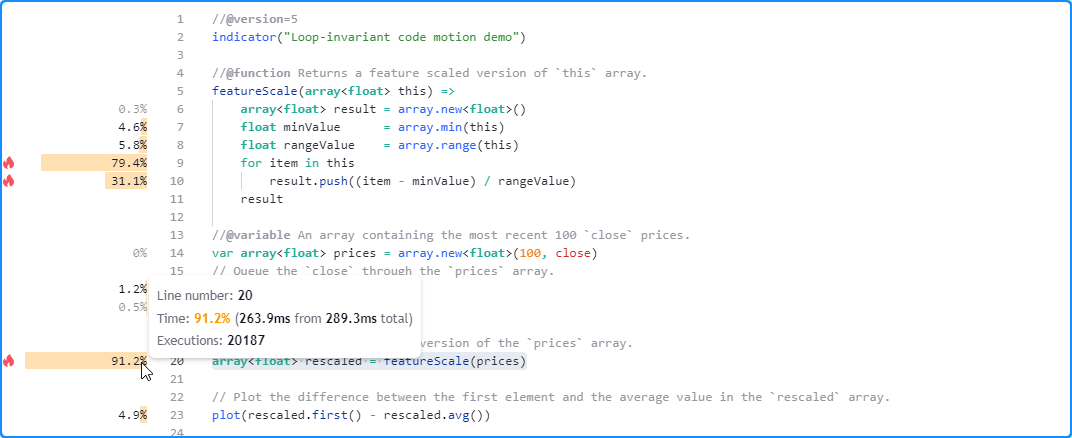 1 //@version=5
2 indicator("Loop-invariant code motion demo")
3
4 //@function Returns a feature scaled version of `this` array.
5 featureScale(array<float> this) =>
0.3% 6 array<float> result = array.new<float>()
4.6% 7 float minValue = array.min(this)
5.8% 8 float rangeValue = array.range(this)
79.4% 9 for item in this
31.1% 10 result.push((item - minValue) / rangeValue)
11 result
12
13 //@variable An array containing the most recent 100 `close` prices.
0% 14 var array<float> prices = array.new<float>(100, close)
15 // Queue the `close` through the `prices` array.
1.2%
0.5%
Line number: 20
Time: 91.2% (263.9ms from 289.3ms total)
Executions: 20187
version of the `prices` array.
91.2% 20 array<float> rescaled = featureScale(prices)
21
22 // Plot the difference between the first element and the average value in the `rescaled` array.
4.9% 23 plot(rescaled.first() - rescaled.avg())
24